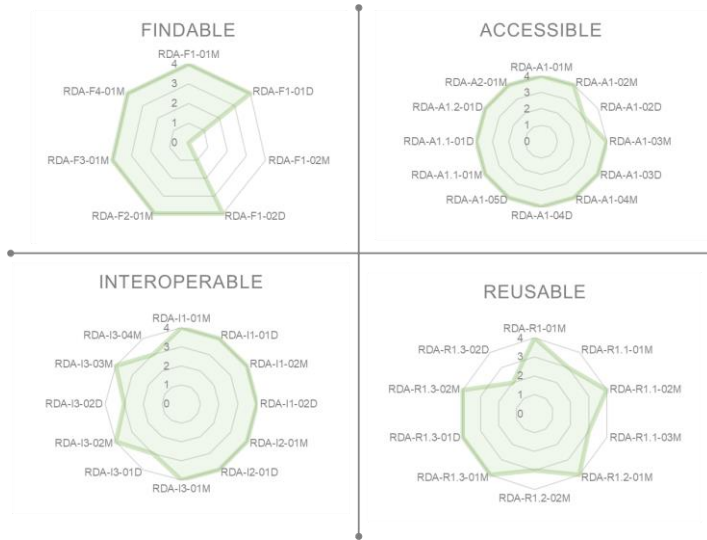 FINDABLE
RDA-F1-01M
RDA-F4-01M
RDA-F1-01D
RDA-F3-01M
RDA-F1-02M
RDA-F2-01M
RDA-F1-02D
4
3
2
1
0
ACCESSIBLE
RDA-A1-01M
RDA-A2-01M
RDA-A1-02M
RDA-A1.2-01D
RDA-A1-02D
RDA-A1.1-01D
RDA-A1-03M
RDA-A1.1-01M
RDA-A1-03D
RDA-A1-05D
RDA-A1-04M
RDA-A1-04D
4
3
2
1
0
INTEROPERABLE
RDA-I1-01M
RDA-I3-04M
RDA-I1-01D
RDA-I3-03M
RDA-I1-02M
RDA-I3-02D
RDA-I1-02D
RDA-I3-02M
RDA-I2-01M
RDA-I3-01D
RDA-I2-01D
RDA-I3-01M
4
3
2
1
0
REUSABLE
RDA-R1-01M
RDA-R1.3-02D
RDA-R1.1-01M
RDA-R1.3-02M
RDA-R1.1-02M
RDA-R1.3-01D
RDA-R1.1-03M
RDA-R1.3-01M
RDA-R1.2-01M
RDA-R1.2-02M
4
3
2
1
0